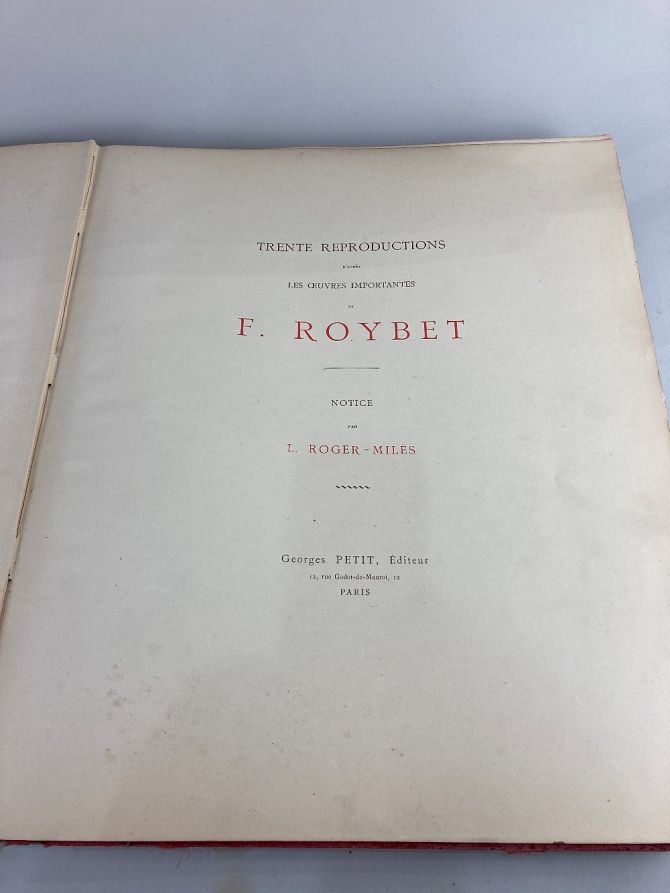 TRENTE REPRODUCTIONS
d'après
LES ŒUVRES IMPORTANTES
DE
F. ROYBET
NOTICE
PAR
L. ROGER-MILÈS
Georges PETIT, Éditeur
12, rue Godot-de-Mauroi, 12
PARIS